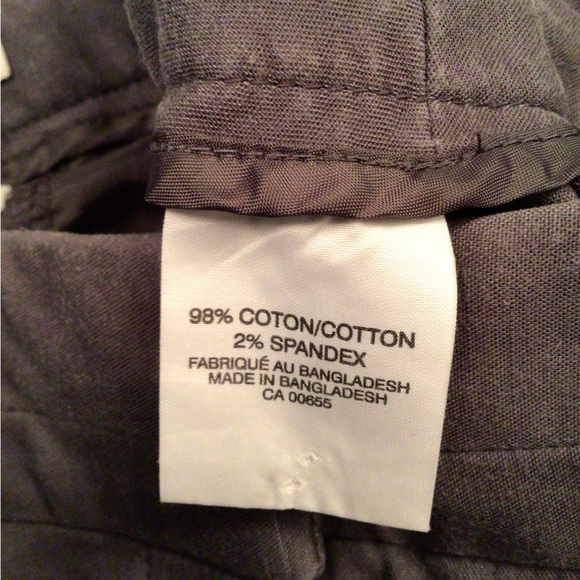 98% COTON/COTTON
2% SPANDEX
FABRIQUÉ AU BANGLADESH
MADE IN BANGLADESH
CA 00655